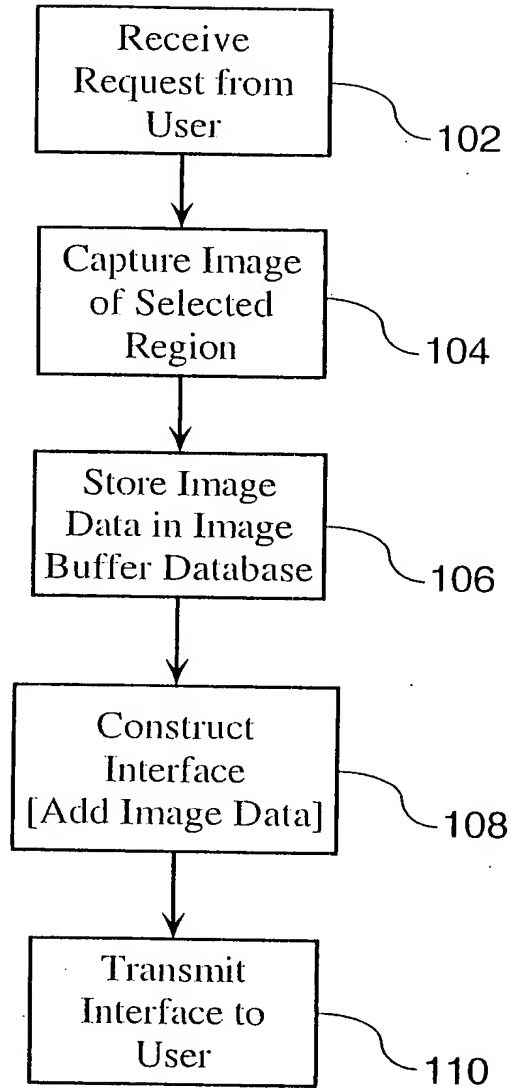 Receive
Request from
User
102
Capture Image
of Selected
Region
104
Store Image
Data in Image
Buffer Database
106
Construct
Interface
[Add Image Data]
108
Transmit
Interface to
User
110